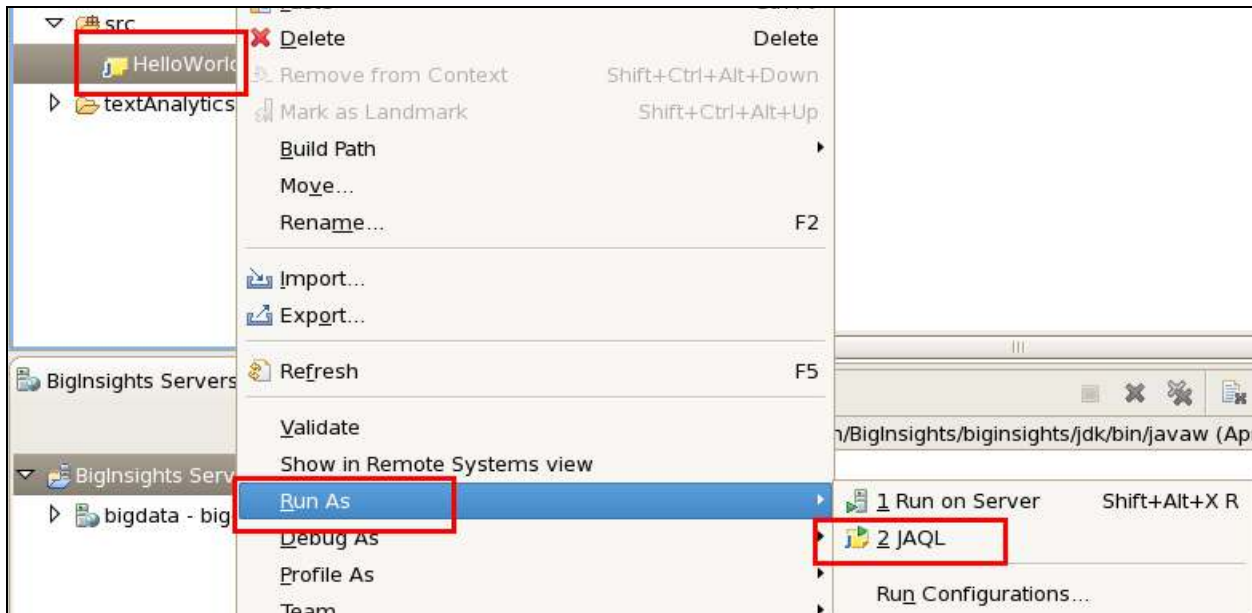 src
HelloWorld
textAnalytics
Delete Delete
Remove from Context Shift+Ctrl+Alt+Down
Mark as Landmark Shift+Ctrl+Alt+Up
Build Path
Move...
Rename... F2
Import...
Export...
Refresh F5
Validate
Show in Remote Systems view
Run As
Debug As
Profile As
Team
BigInsights Servers
BigInsights Serv
bigdata - big
n/BigInsights/biginsights/jdk/bin/javaw (Ap
1 Run on Server Shift+Alt+X R
2 JAQL
Run Configurations...